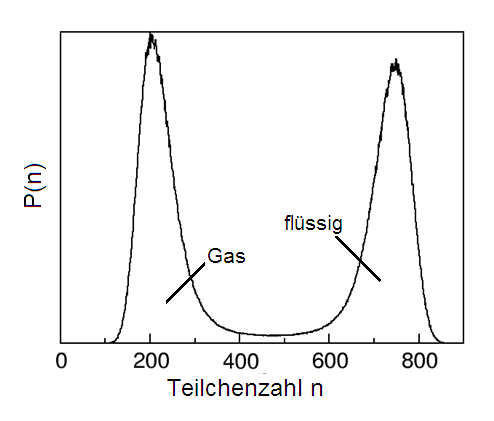 P(n)
flüssig
Gas
0 200 400 600 800
Teilchenzahl n